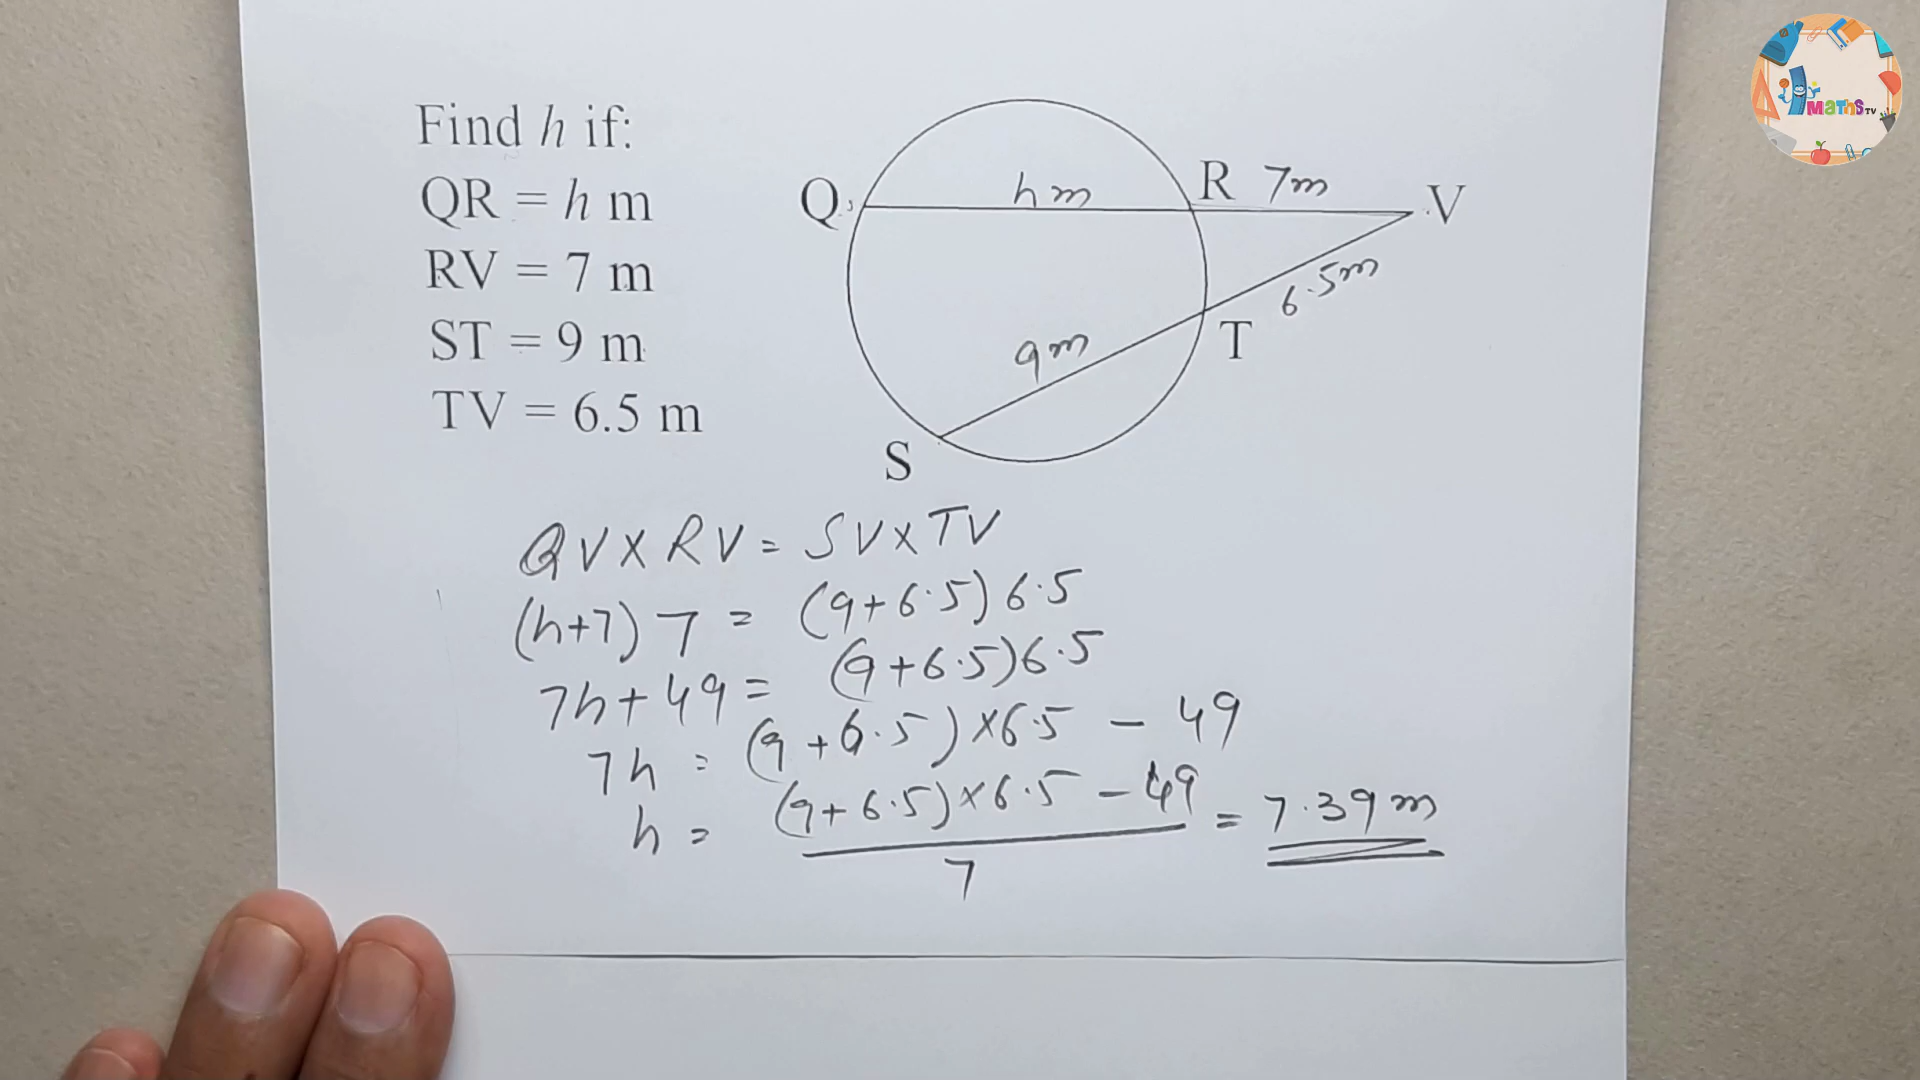 Find h if:
QR = h m
RV = 7 m
ST = 9 m
TV = 6.5 m
Q
h m
R
7m
V
6.5m
T
9m
S
QV×RV = SV×TV
(h+7) 7 = (9+6.5) 6.5
7h+49 = (9+6.5)6.5
7h = (9+6.5)×6.5 - 49
h = (9+6.5)×6.5 - 49 = 7.39 m
7
MATHS TV